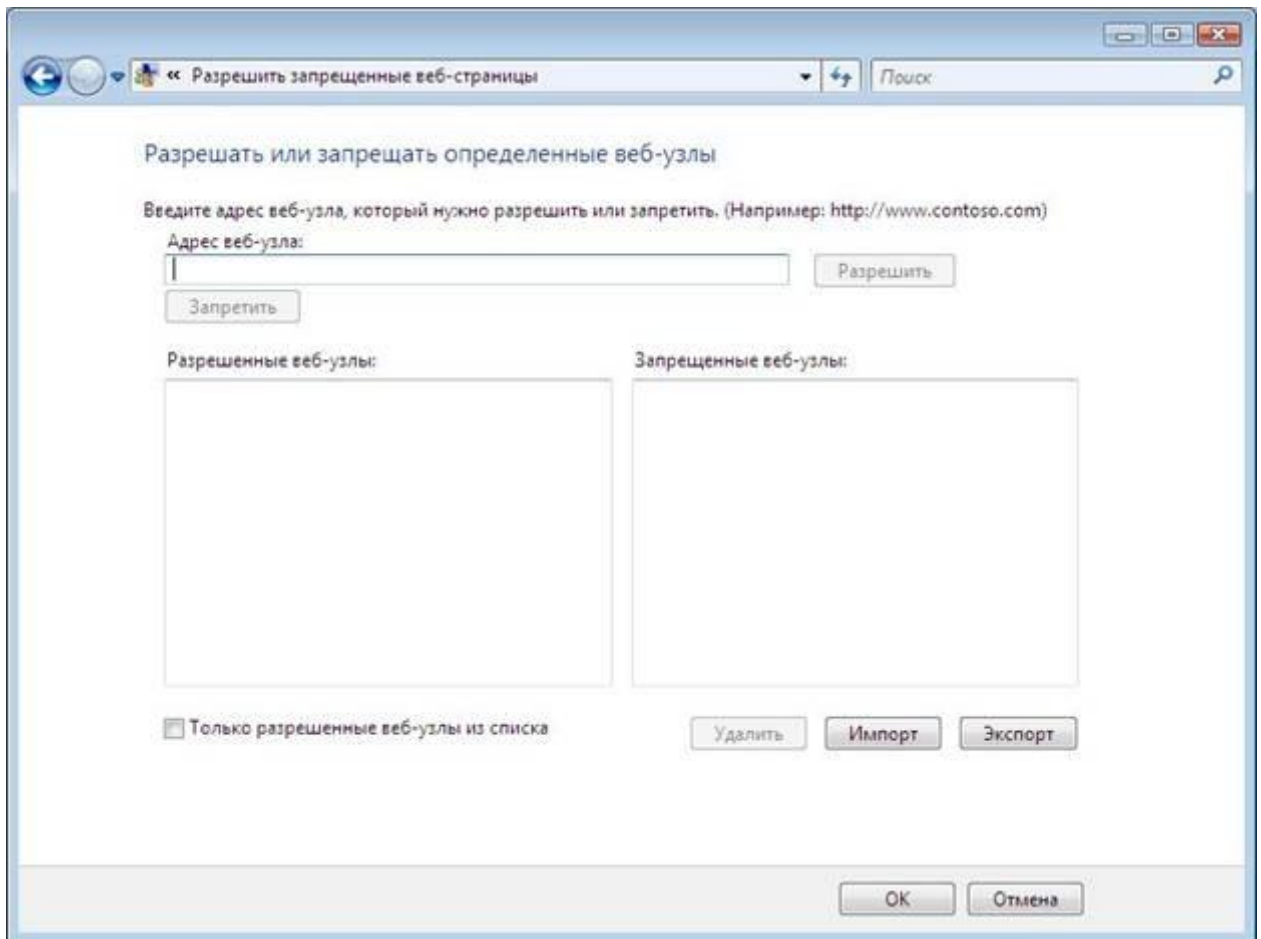 « Разрешить запрещенные веб-страницы
Поиск
Разрешать или запрещать определенные веб-узлы
Введите адрес веб-узла, который нужно разрешить или запретить. (Например: http://www.contoso.com)
Адрес веб-узла:
Разрешить
Запретить
Разрешенные веб-узлы:
Запрещенные веб-узлы:
Только разрешенные веб-узлы из списка
Удалить
Импорт
Экспорт
OK
Отмена